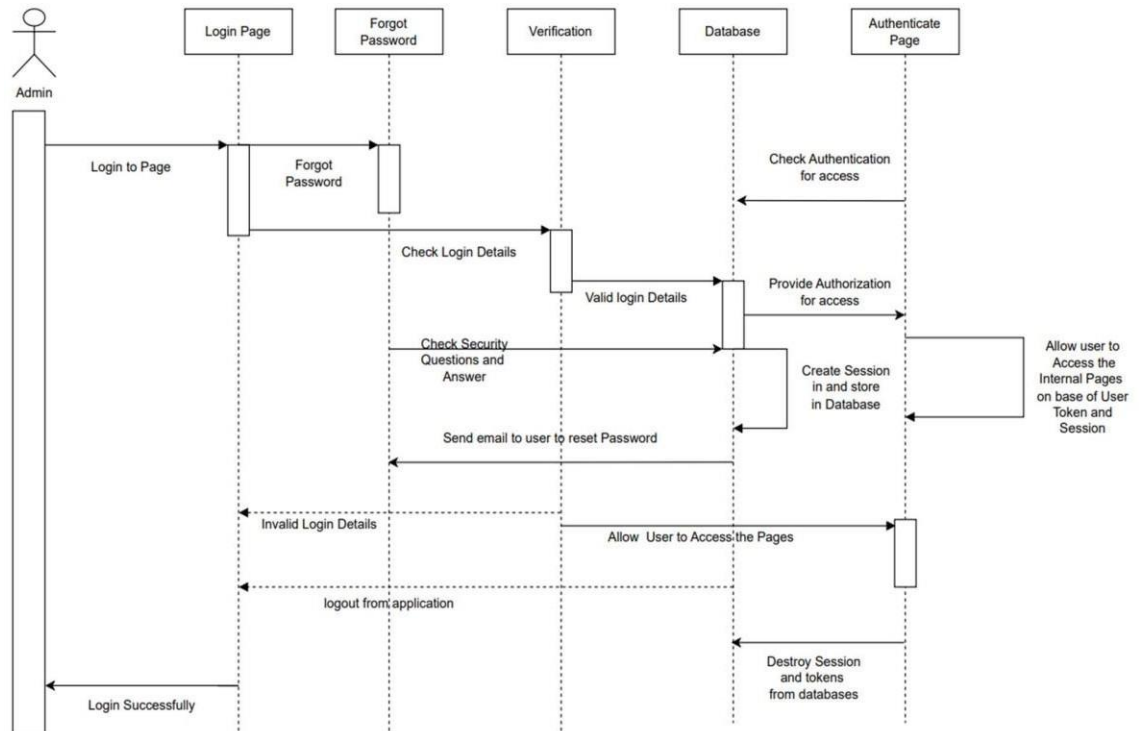 Login Page
Forgot
Password
Verification
Database
Authenticate
Page
Admin
Login to Page
Forgot
Password
Check Authentication
for access
Check Login Details
Valid login Details
Provide Authorization
for access
Check Security
Questions and
Answer
Create Session
in and store
in Database
Allow user to
Access the
Internal Pages
on base of User
Token and
Session
Send email to user to reset Password
Invalid Login Details
Allow User to Access the Pages
logout from application
Destroy Session
and tokens
from databases
Login Successfully